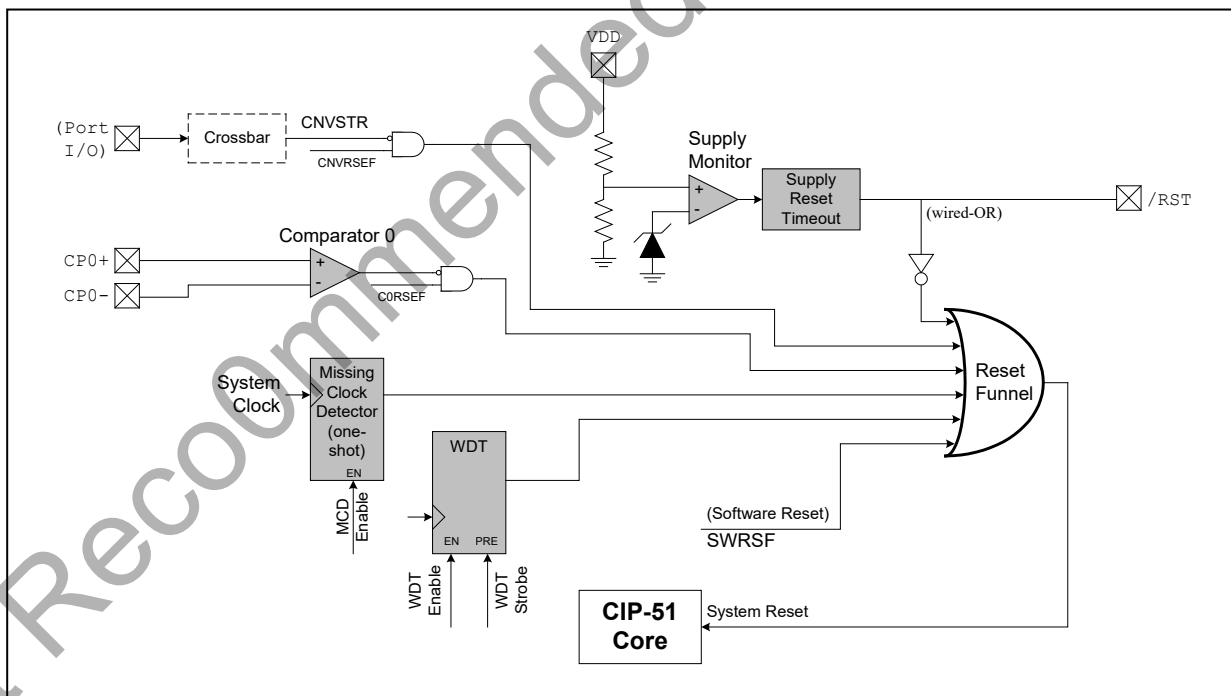 VDD
(Port
I/O)
Crossbar
CNVSTR
CNVRSEF
Supply
Monitor
+
-
Supply
Reset
Timeout
(wired-OR)
/RST
Comparator 0
CP0+
CP0-
+
-
C0RSEF
System
Clock
Missing
Clock
Detector
(one-
shot)
EN
MCD
Enable
WDT
EN
PRE
WDT
Enable
WDT
Strobe
Reset
Funnel
(Software Reset)
SWRSF
CIP-51
Core
System Reset
t Reco0mmended